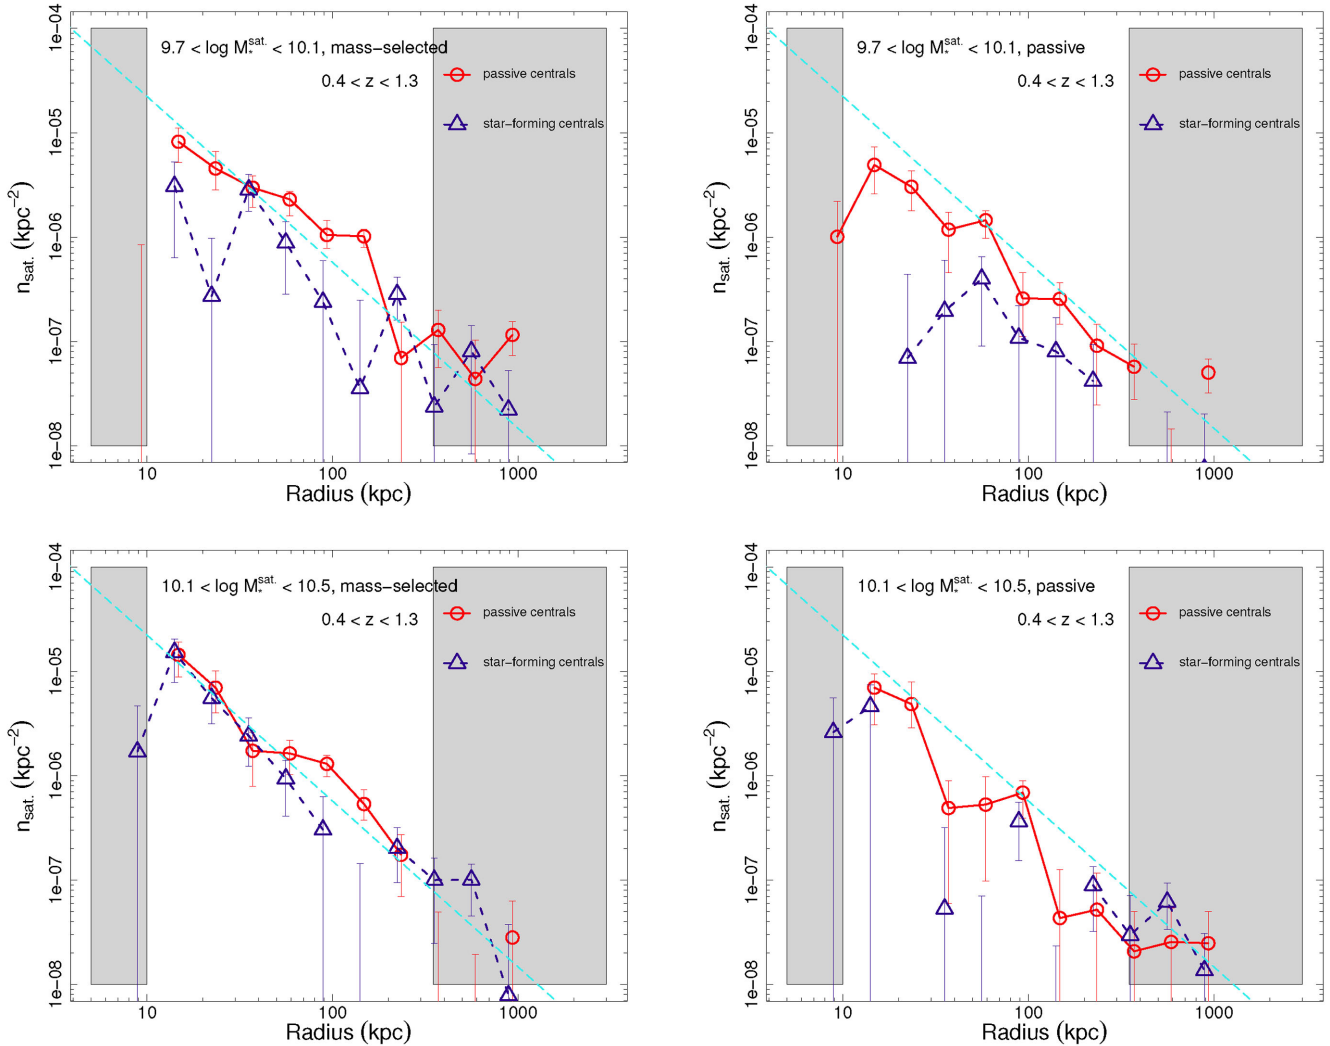 9.7 < log M*^sat. < 10.1, mass−selected
0.4 < z < 1.3
passive centrals
star−forming centrals
1e−04
1e−05
1e−06
1e−07
1e−08
n_sat. (kpc^−2)
10
100
1000
Radius (kpc)
9.7 < log M*^sat. < 10.1, passive
0.4 < z < 1.3
passive centrals
star−forming centrals
1e−04
1e−05
1e−06
1e−07
1e−08
n_sat. (kpc^−2)
10
100
1000
Radius (kpc)
10.1 < log M*^sat. < 10.5, mass−selected
0.4 < z < 1.3
passive centrals
star−forming centrals
1e−04
1e−05
1e−06
1e−07
1e−08
n_sat. (kpc^−2)
10
100
1000
Radius (kpc)
10.1 < log M*^sat. < 10.5, passive
0.4 < z < 1.3
passive centrals
star−forming centrals
1e−04
1e−05
1e−06
1e−07
1e−08
n_sat. (kpc^−2)
10
100
1000
Radius (kpc)